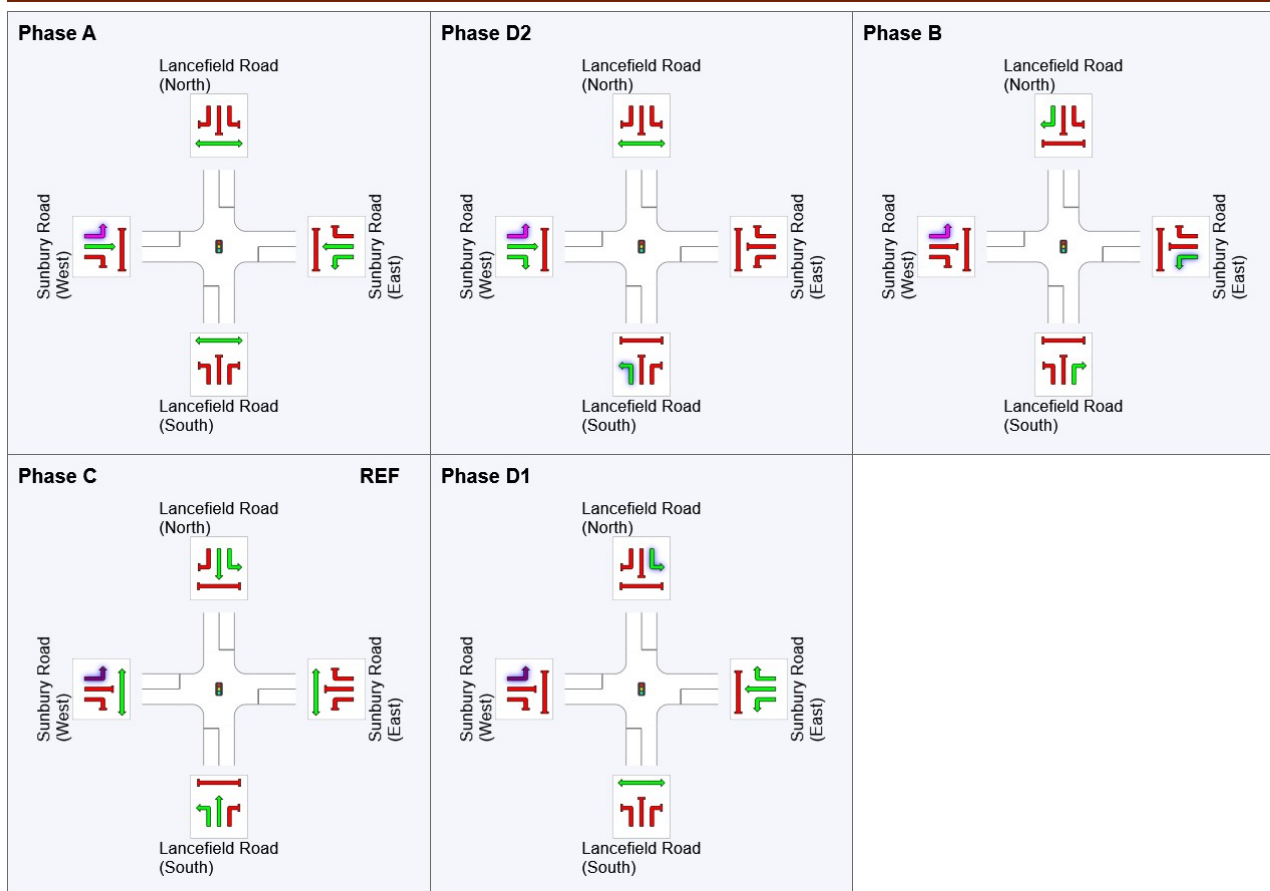 Phase A
Lancefield Road
(North)
Sunbury Road
(West)
Sunbury Road
(East)
Lancefield Road
(South)
Phase D2
Lancefield Road
(North)
Sunbury Road
(West)
Sunbury Road
(East)
Lancefield Road
(South)
Phase B
Lancefield Road
(North)
Sunbury Road
(West)
Sunbury Road
(East)
Lancefield Road
(South)
Phase C REF
Lancefield Road
(North)
Sunbury Road
(West)
Sunbury Road
(East)
Lancefield Road
(South)
Phase D1
Lancefield Road
(North)
Sunbury Road
(West)
Sunbury Road
(East)
Lancefield Road
(South)